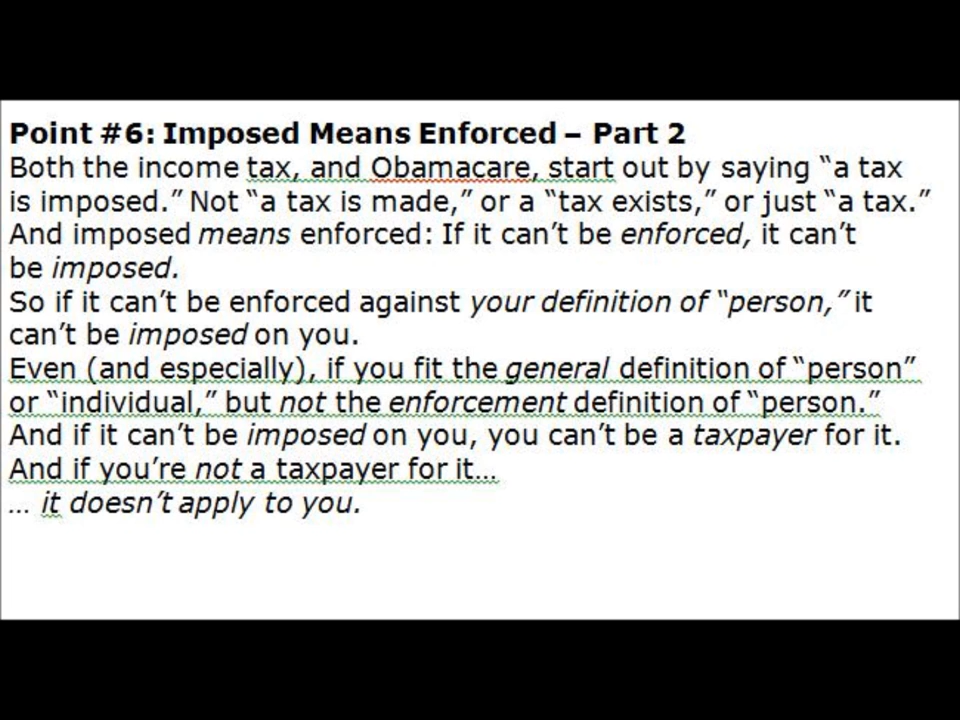 Point #6: Imposed Means Enforced – Part 2
Both the income tax, and Obamacare, start out by saying “a tax
is imposed.” Not “a tax is made,” or a “tax exists,” or just “a tax.”
And imposed means enforced: If it can’t be enforced, it can’t
be imposed.
So if it can’t be enforced against your definition of “person,” it
can’t be imposed on you.
Even (and especially), if you fit the general definition of “person”
or “individual,” but not the enforcement definition of “person.”
And if it can’t be imposed on you, you can’t be a taxpayer for it.
And if you’re not a taxpayer for it…
… it doesn’t apply to you.